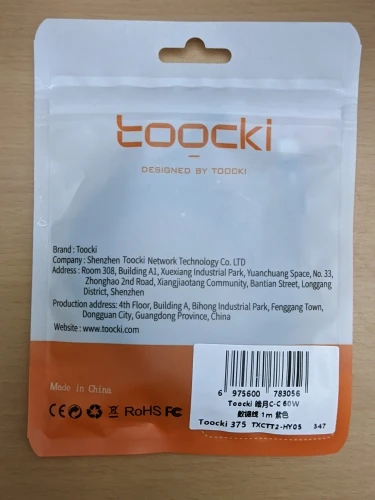 toocki
DESIGNED BY TOOCKI
Brand : Toocki
Company : Shenzhen Toocki Network Technology Co. LTD
Address : Room 308, Building A1, Xuexiang Industrial Park, Yuanchuang Space, No. 33,
Zhonghao 2nd Road, Xiangjiaotang Community, Bantian Street, Longgang
District, Shenzhen
Production address: 4th Floor, Building A, Bihong Industrial Park, Fenggang Town,
Dongguan City, Guangdong Province, China
Website : www.toocki.com
Made in China
CE RoHS FC
6 975600 783056
Toocki 皓月C-C 60W
数据线 1m 紫色
Toocki 375 TXCTT2-HY05 347